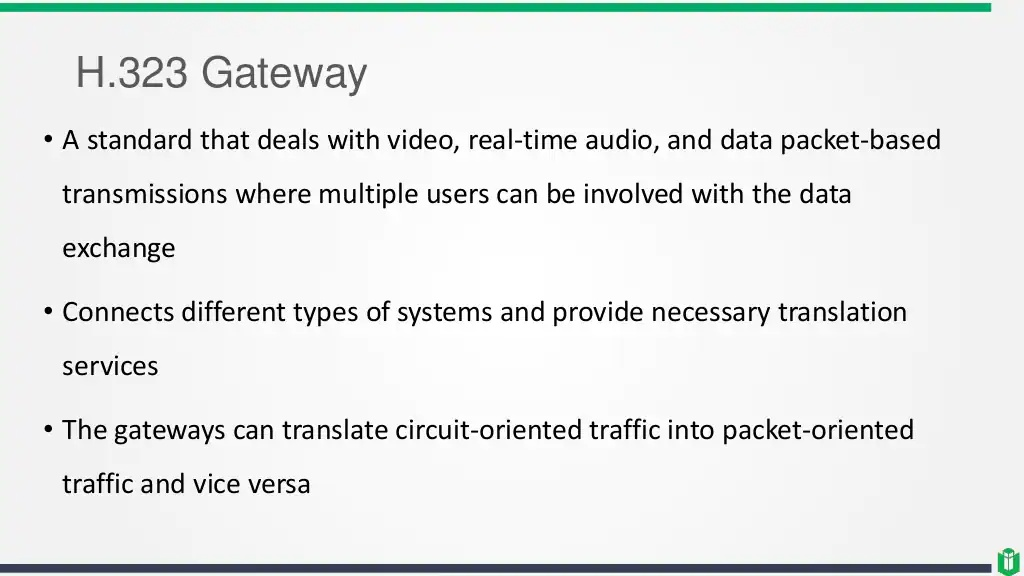 H.323 Gateway
• A standard that deals with video, real-time audio, and data packet-based
transmissions where multiple users can be involved with the data
exchange
• Connects different types of systems and provide necessary translation
services
• The gateways can translate circuit-oriented traffic into packet-oriented
traffic and vice versa